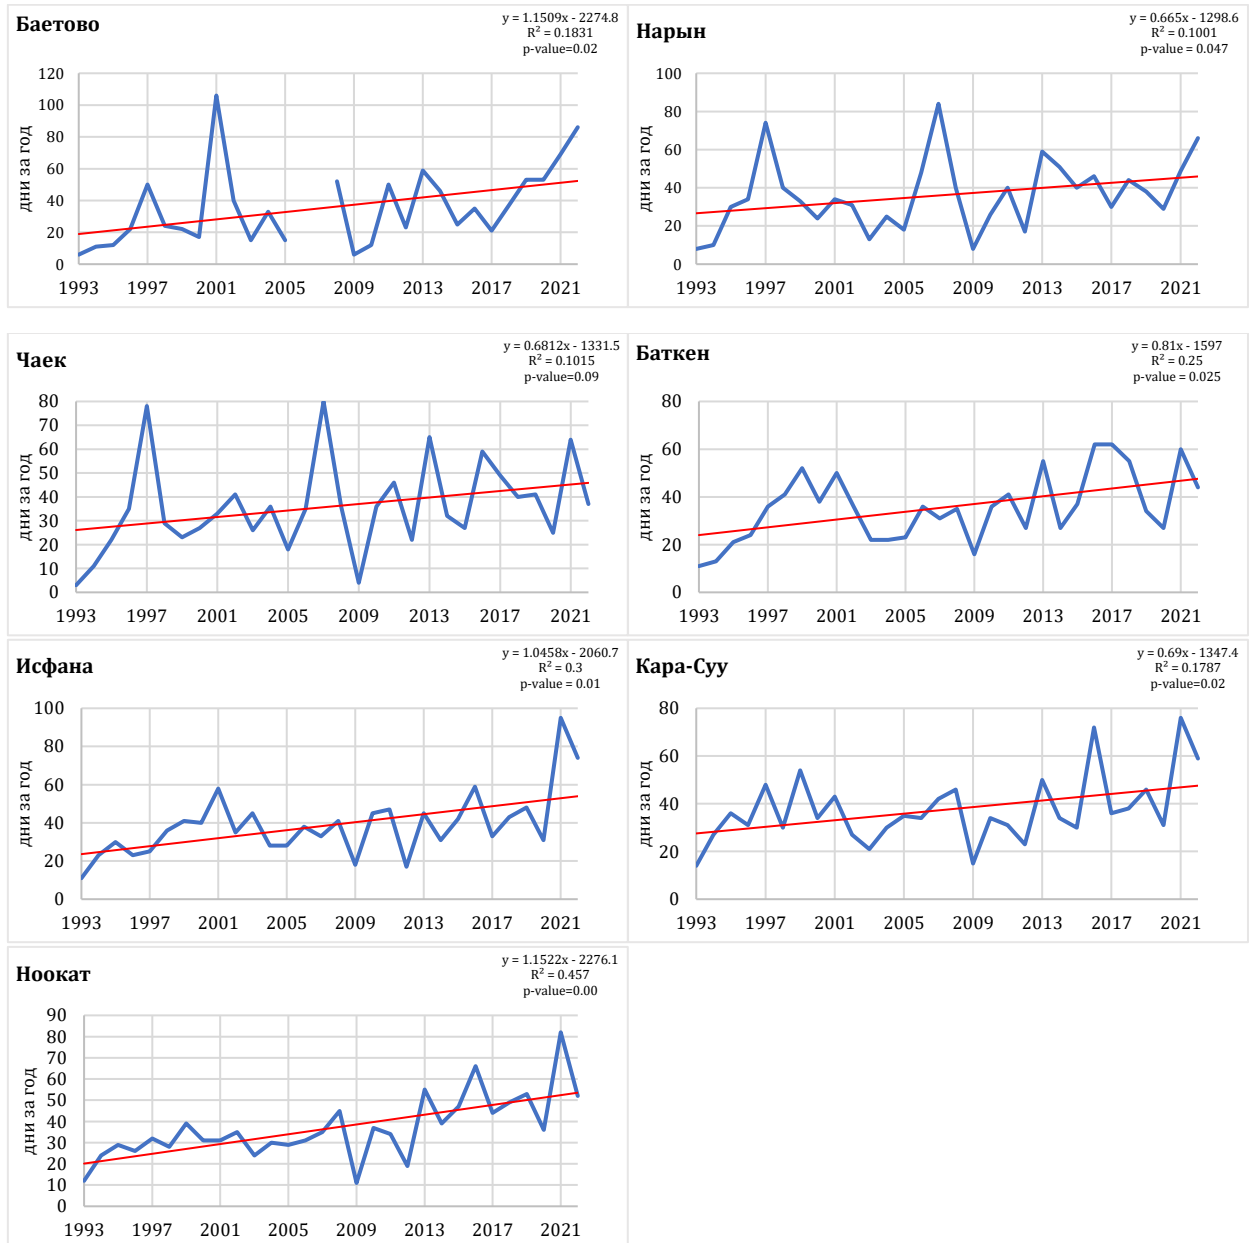 Баетово
y = 1.1509x - 2274.8
R² = 0.1831
p-value=0.02
дни за год
120
100
80
60
40
20
0
1993 1997 2001 2005 2009 2013 2017 2021
Нарын
y = 0.665x - 1298.6
R² = 0.1001
p-value = 0.047
дни за год
100
80
60
40
20
0
1993 1997 2001 2005 2009 2013 2017 2021
Чаек
y = 0.6812x - 1331.5
R² = 0.1015
p-value=0.09
дни за год
80
70
60
50
40
30
20
10
0
1993 1997 2001 2005 2009 2013 2017 2021
Баткен
y = 0.81x - 1597
R² = 0.25
p-value = 0.025
дни за год
80
60
40
20
0
1993 1997 2001 2005 2009 2013 2017 2021
Исфана
y = 1.0458x - 2060.7
R² = 0.3
p-value = 0.01
дни за год
100
80
60
40
20
0
1993 1997 2001 2005 2009 2013 2017 2021
Кара-Суу
y = 0.69x - 1347.4
R² = 0.1787
p-value=0.02
дни за год
80
60
40
20
0
1993 1997 2001 2005 2009 2013 2017 2021
Ноокат
y = 1.1522x - 2276.1
R² = 0.457
p-value=0.00
дни за год
90
80
70
60
50
40
30
20
10
0
1993 1997 2001 2005 2009 2013 2017 2021